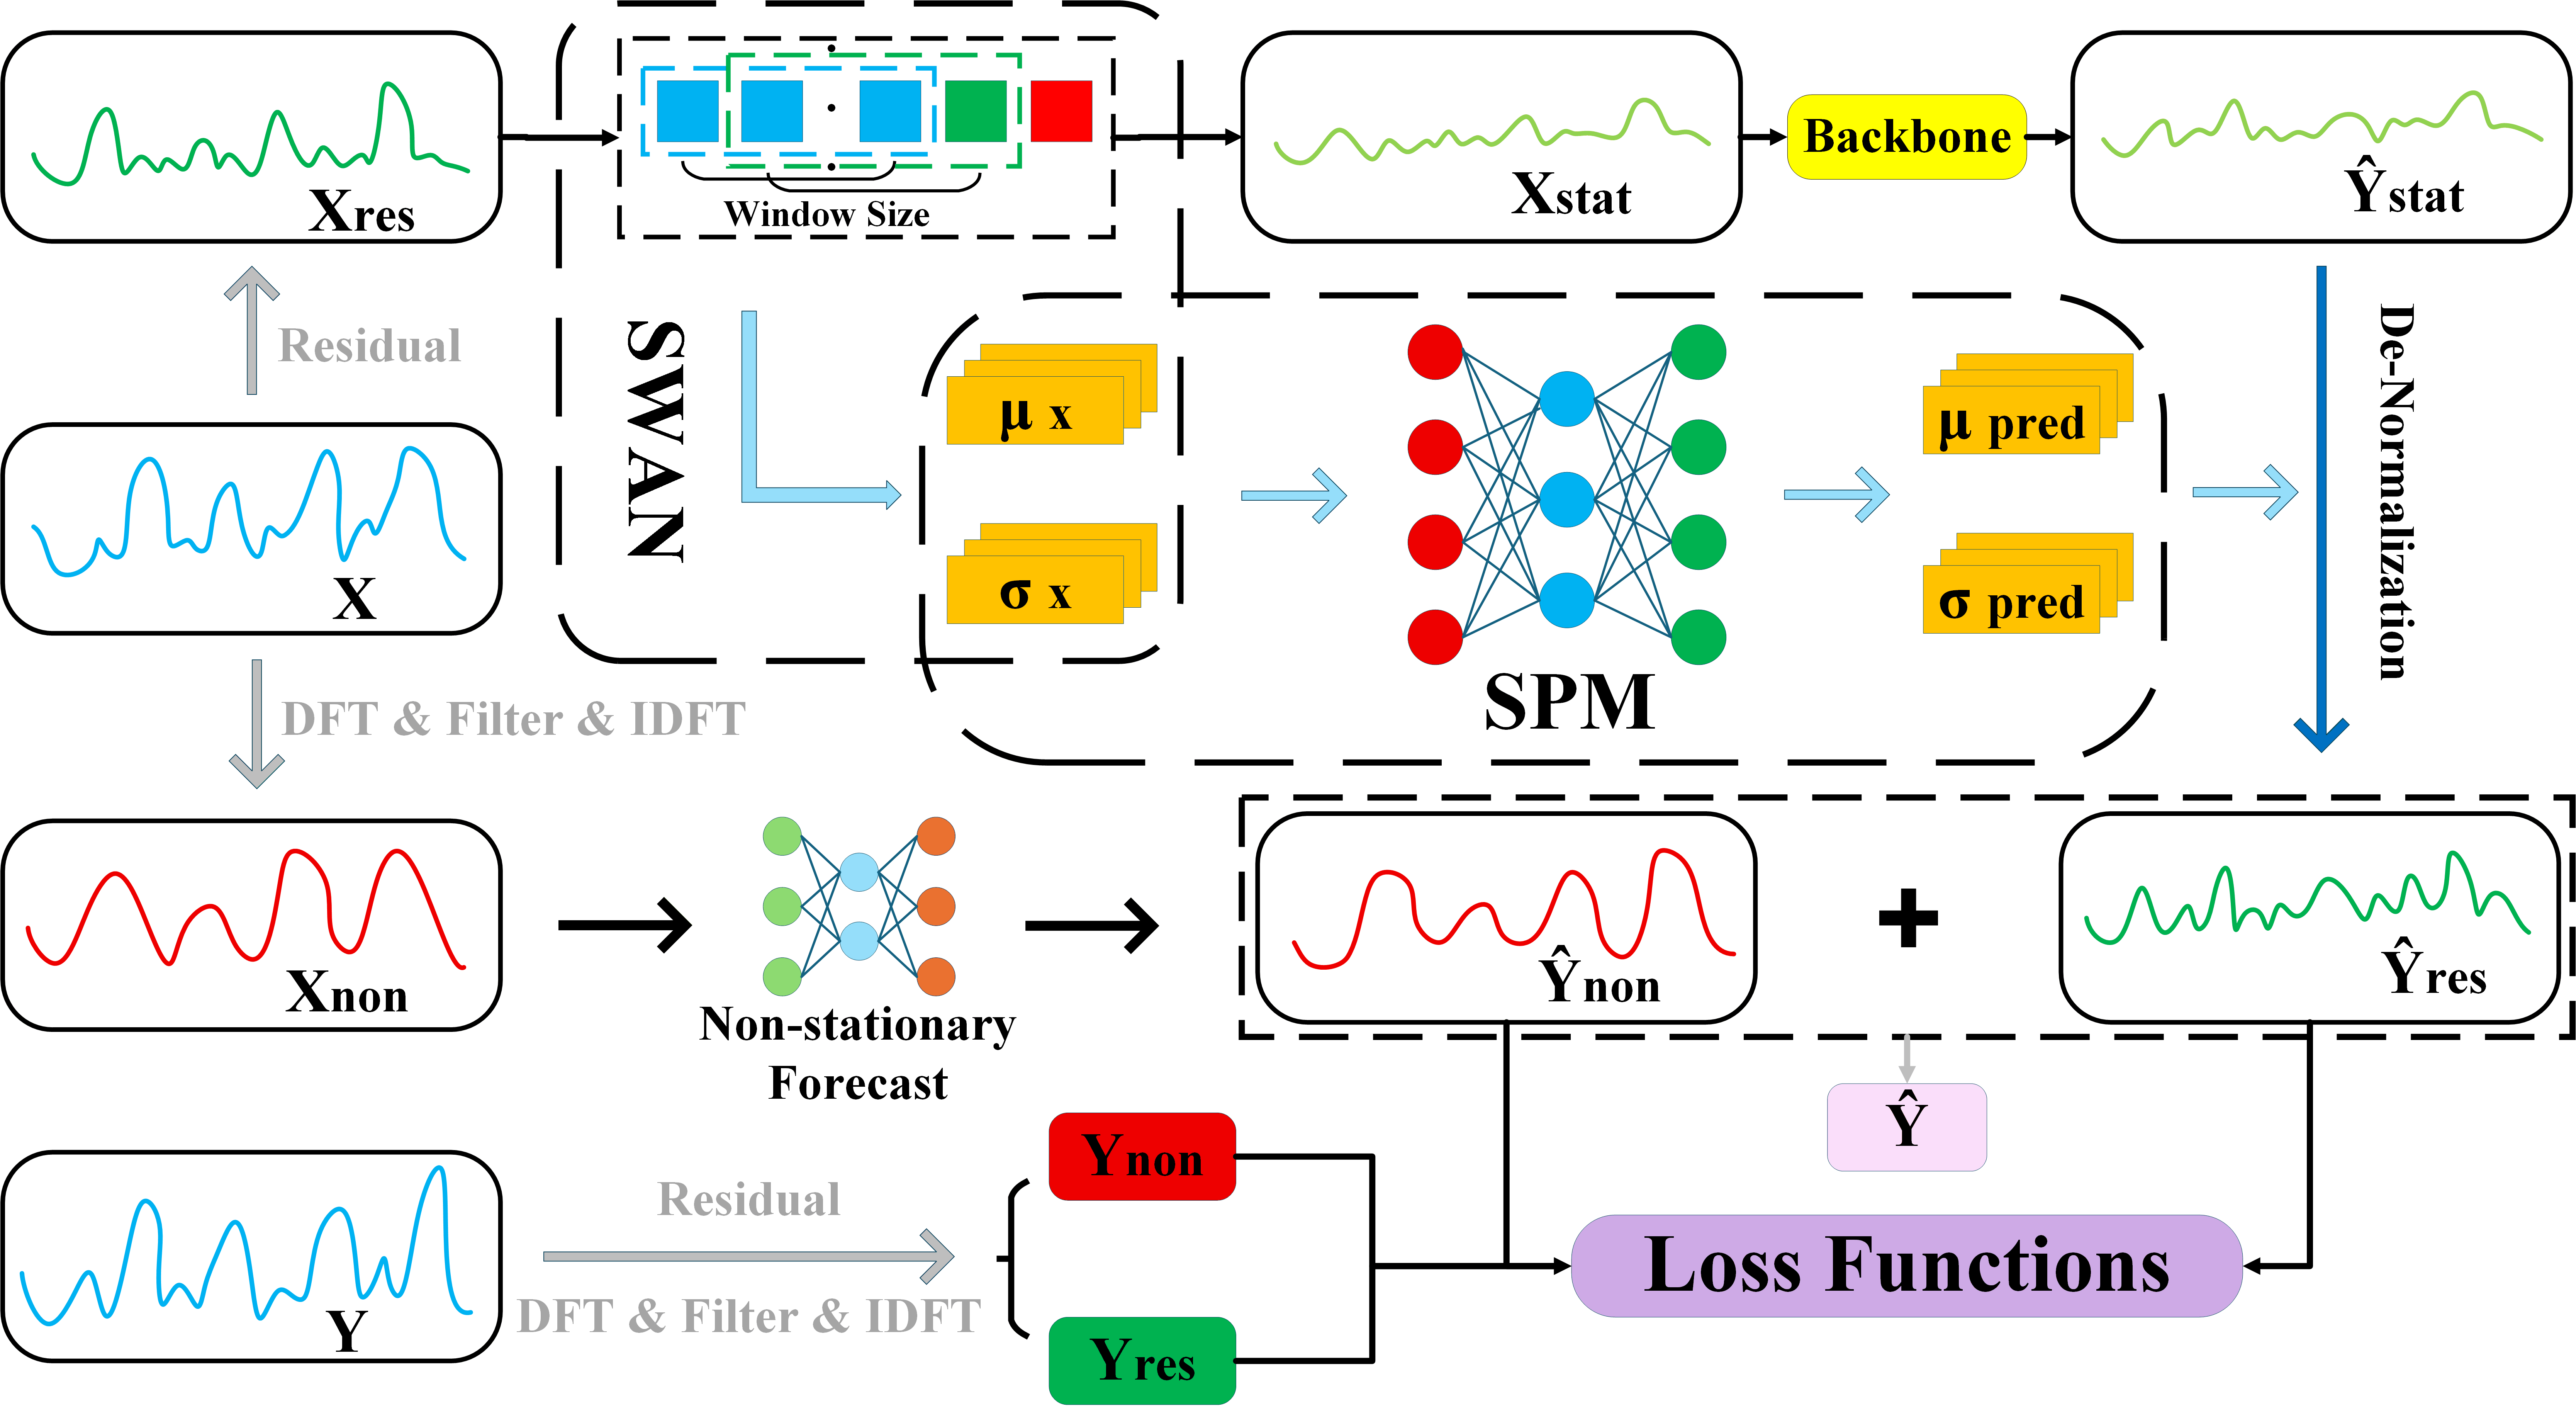 Xres
Window Size
Xstat
Backbone
Ŷstat
Residual
SWAN
μ x
σ x
SPM
μ pred
σ pred
De-Normalization
X
DFT & Filter & IDFT
Xnon
Non-stationary
Forecast
Ŷnon
+
Ŷres
Ŷ
Y
Residual
DFT & Filter & IDFT
Ynon
Yres
Loss Functions